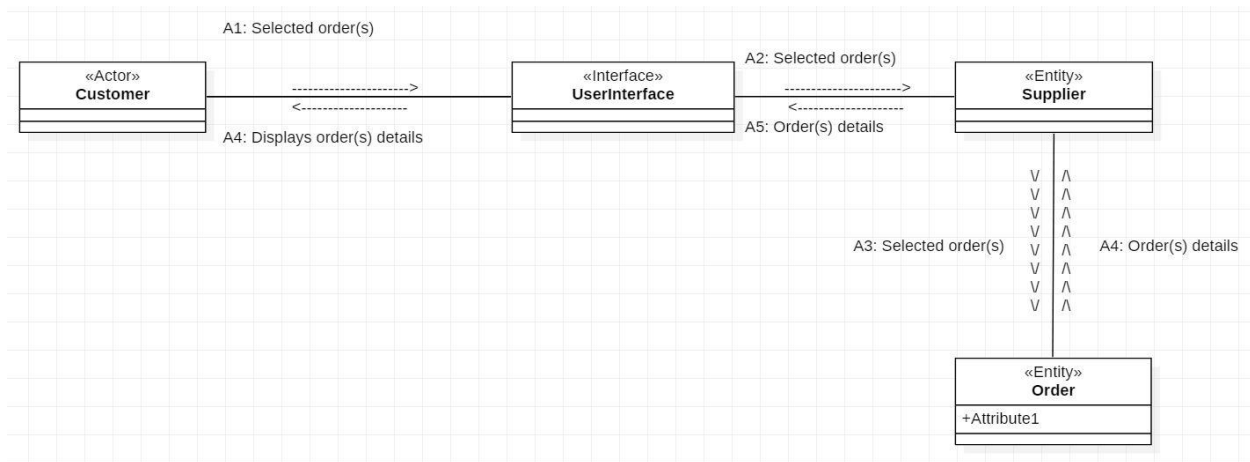 A1: Selected order(s)
«Actor»
Customer
-----------------------> 
<---------------------
A4: Displays order(s) details
«Interface»
UserInterface
A2: Selected order(s)
----------------------->
<---------------------
A5: Order(s) details
«Entity»
Supplier
\/ /\
\/ /\
\/ /\
\/ /\
\/ /\
\/ /\
\/ /\
\/ /\
A3: Selected order(s)
A4: Order(s) details
«Entity»
Order
+Attribute1